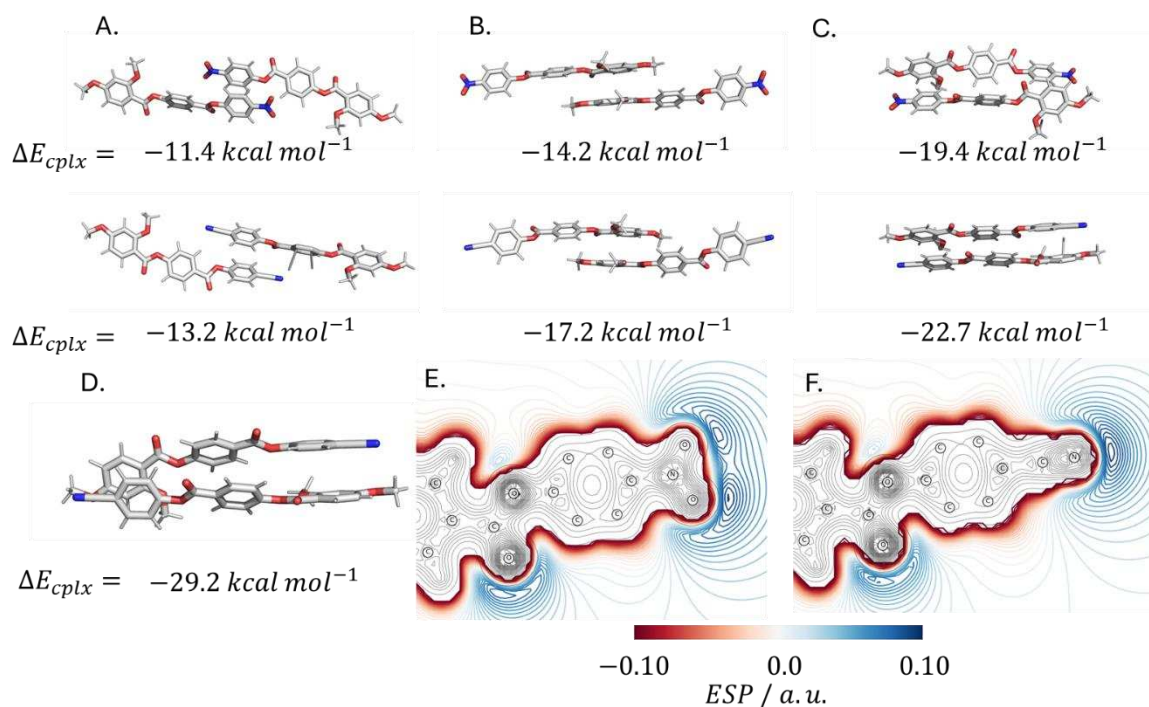 A.
B.
C.
ΔE_cplx = −11.4 kcal mol⁻¹
−14.2 kcal mol⁻¹
−19.4 kcal mol⁻¹
ΔE_cplx = −13.2 kcal mol⁻¹
−17.2 kcal mol⁻¹
−22.7 kcal mol⁻¹
D.
E.
F.
ΔE_cplx = −29.2 kcal mol⁻¹
−0.10 0.0 0.10
ESP / a. u.